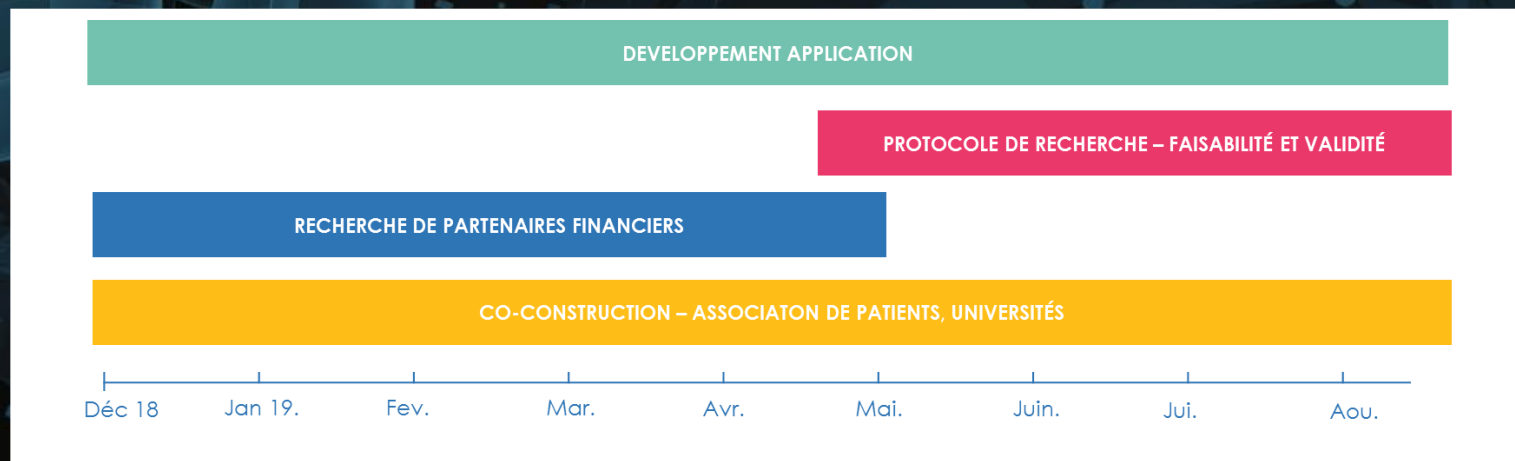 DEVELOPPEMENT APPLICATION
PROTOCOLE DE RECHERCHE – FAISABILITÉ ET VALIDITÉ
RECHERCHE DE PARTENAIRES FINANCIERS
CO-CONSTRUCTION – ASSOCIATON DE PATIENTS, UNIVERSITÉS
Déc 18 Jan 19. Fev. Mar. Avr. Mai. Juin. Jui. Aou.